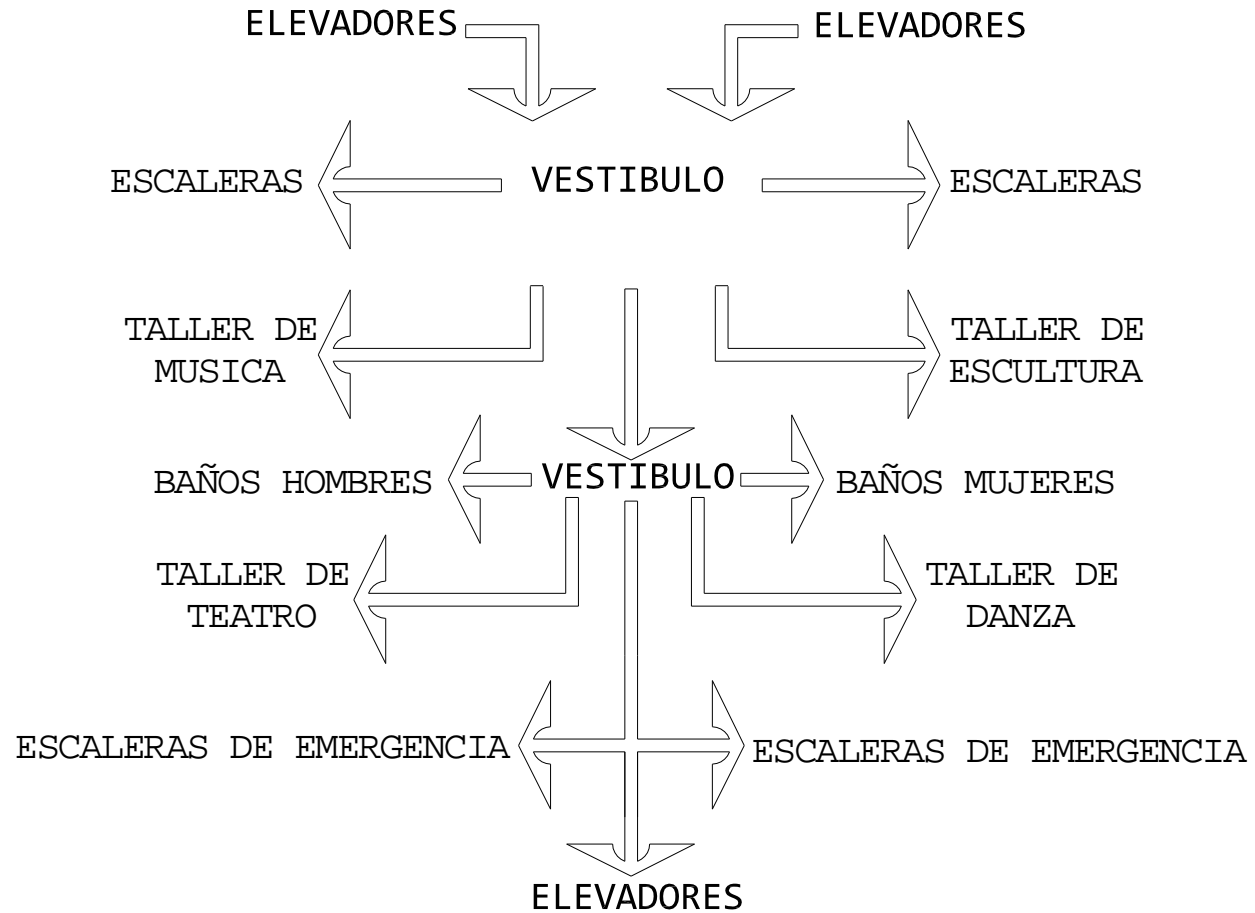 ELEVADORES
ELEVADORES
ESCALERAS
VESTIBULO
ESCALERAS
TALLER DE
MUSICA
TALLER DE
ESCULTURA
BAÑOS HOMBRES
VESTIBULO
BAÑOS MUJERES
TALLER DE
TEATRO
TALLER DE
DANZA
ESCALERAS DE EMERGENCIA
ESCALERAS DE EMERGENCIA
ELEVADORES